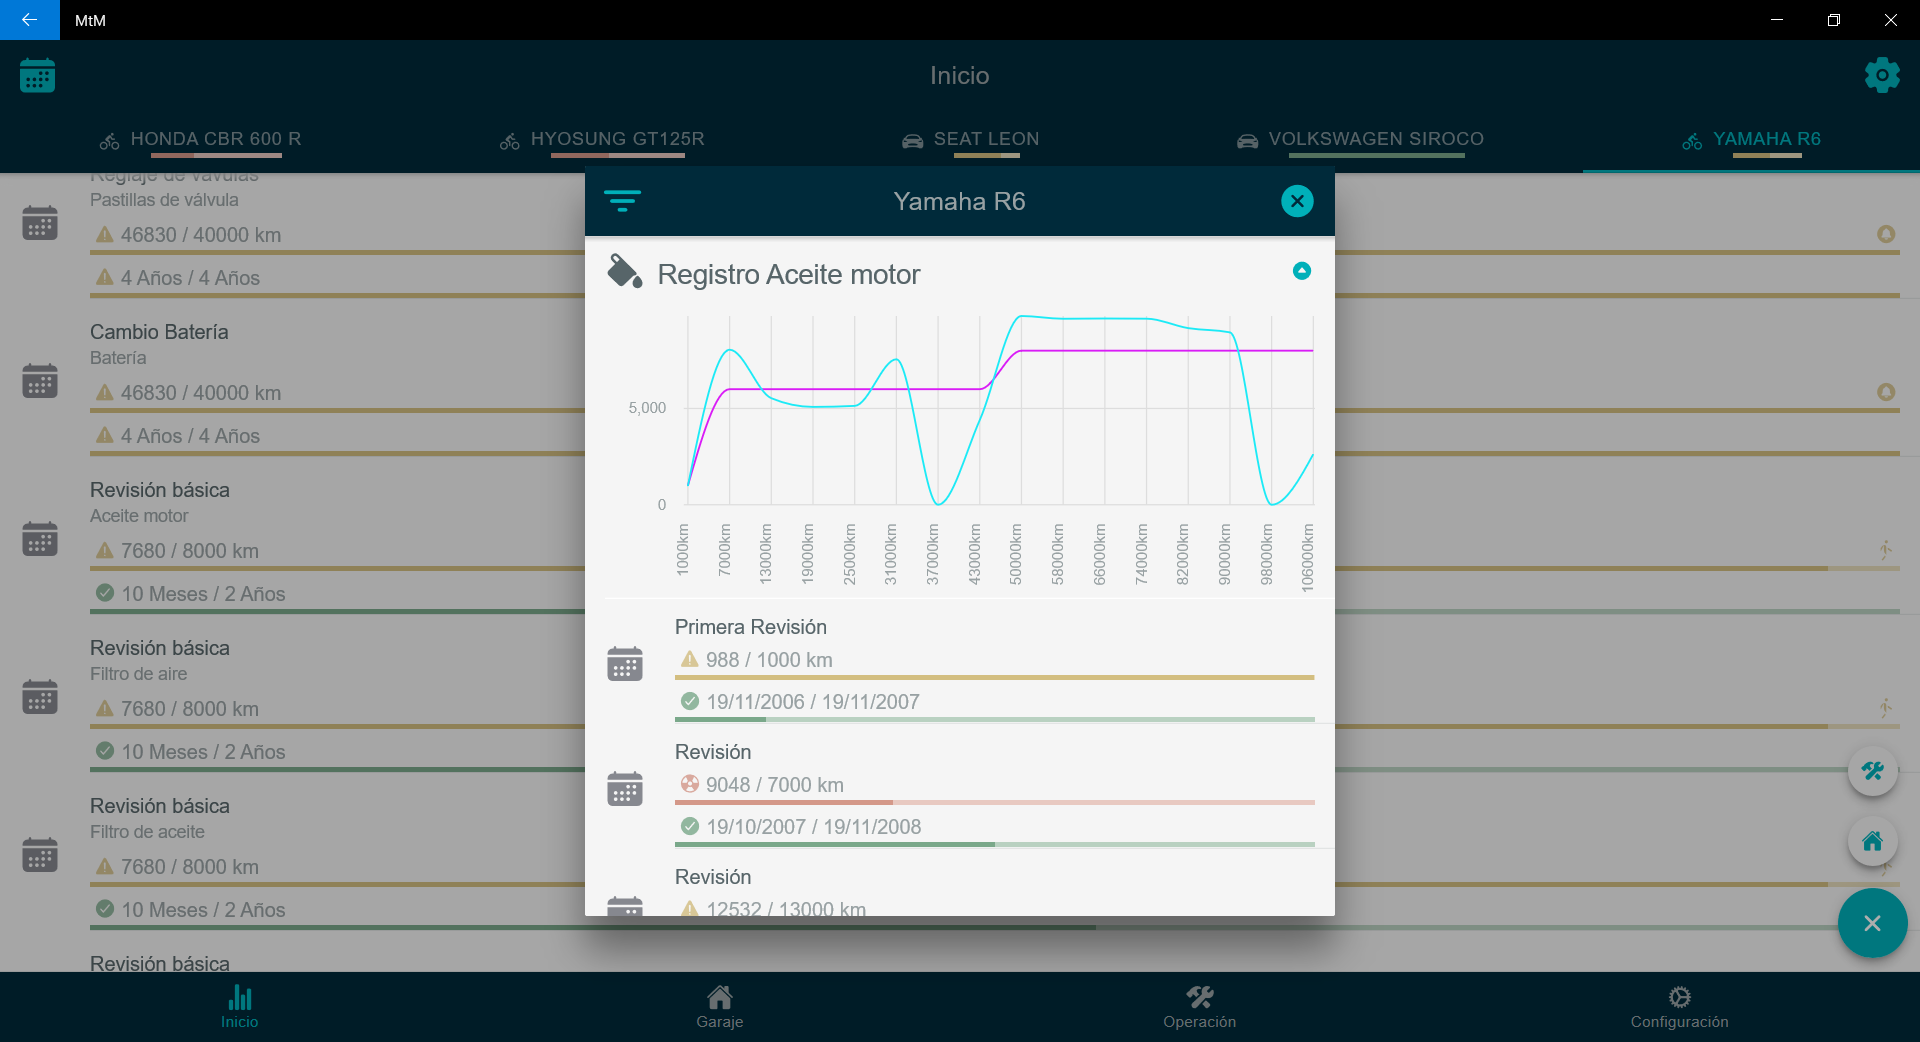 MtM
Inicio
HONDA CBR 600 R
HYOSUNG GT125R
SEAT LEON
VOLKSWAGEN SIROCO
YAMAHA R6
Reglaje de vávulas
Pastillas de válvula
46830 / 40000 km
4 Años / 4 Años
Cambio Batería
Batería
46830 / 40000 km
4 Años / 4 Años
Revisión básica
Aceite motor
7680 / 8000 km
10 Meses / 2 Años
Revisión básica
Filtro de aire
7680 / 8000 km
10 Meses / 2 Años
Revisión básica
Filtro de aceite
7680 / 8000 km
10 Meses / 2 Años
Revisión básica
Yamaha R6
Registro Aceite motor
5,000
0
1000km
7000km
13000km
19000km
25000km
31000km
37000km
43000km
50000km
58000km
66000km
74000km
82000km
90000km
98000km
106000km
Primera Revisión
988 / 1000 km
19/11/2006 / 19/11/2007
Revisión
9048 / 7000 km
19/10/2007 / 19/11/2008
Revisión
12532 / 13000 km
Inicio
Garaje
Operación
Configuración